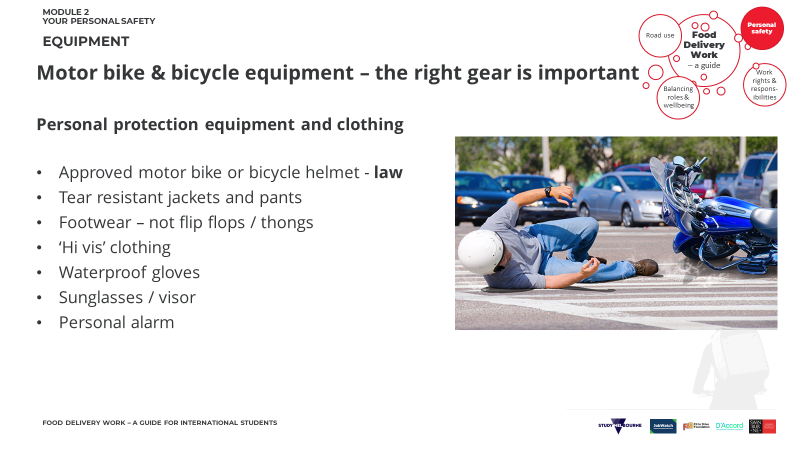 MODULE 2
YOUR PERSONAL SAFETY
EQUIPMENT
Motor bike & bicycle equipment – the right gear is important
Road use
Food
Delivery
Work
– a guide
Personal
safety
Balancing
roles &
wellbeing
Work
rights &
respons-
ibilities
Personal protection equipment and clothing
• Approved motor bike or bicycle helmet - law
• Tear resistant jackets and pants
• Footwear – not flip flops / thongs
• ‘Hi vis’ clothing
• Waterproof gloves
• Sunglasses / visor
• Personal alarm
FOOD DELIVERY WORK – A GUIDE FOR INTERNATIONAL STUDENTS
STUDY MELBOURNE
JobWatch
D'Accord